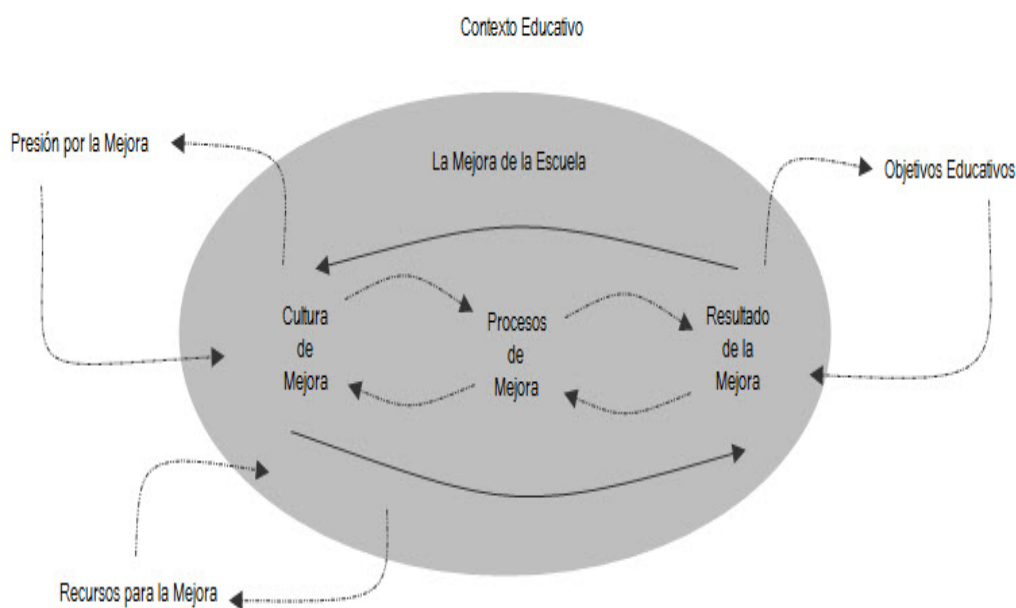 Contexto Educativo
Presión por la Mejora
La Mejora de la Escuela
Objetivos Educativos
Cultura
de
Mejora
Procesos
de
Mejora
Resultado
de la
Mejora
Recursos para la Mejora